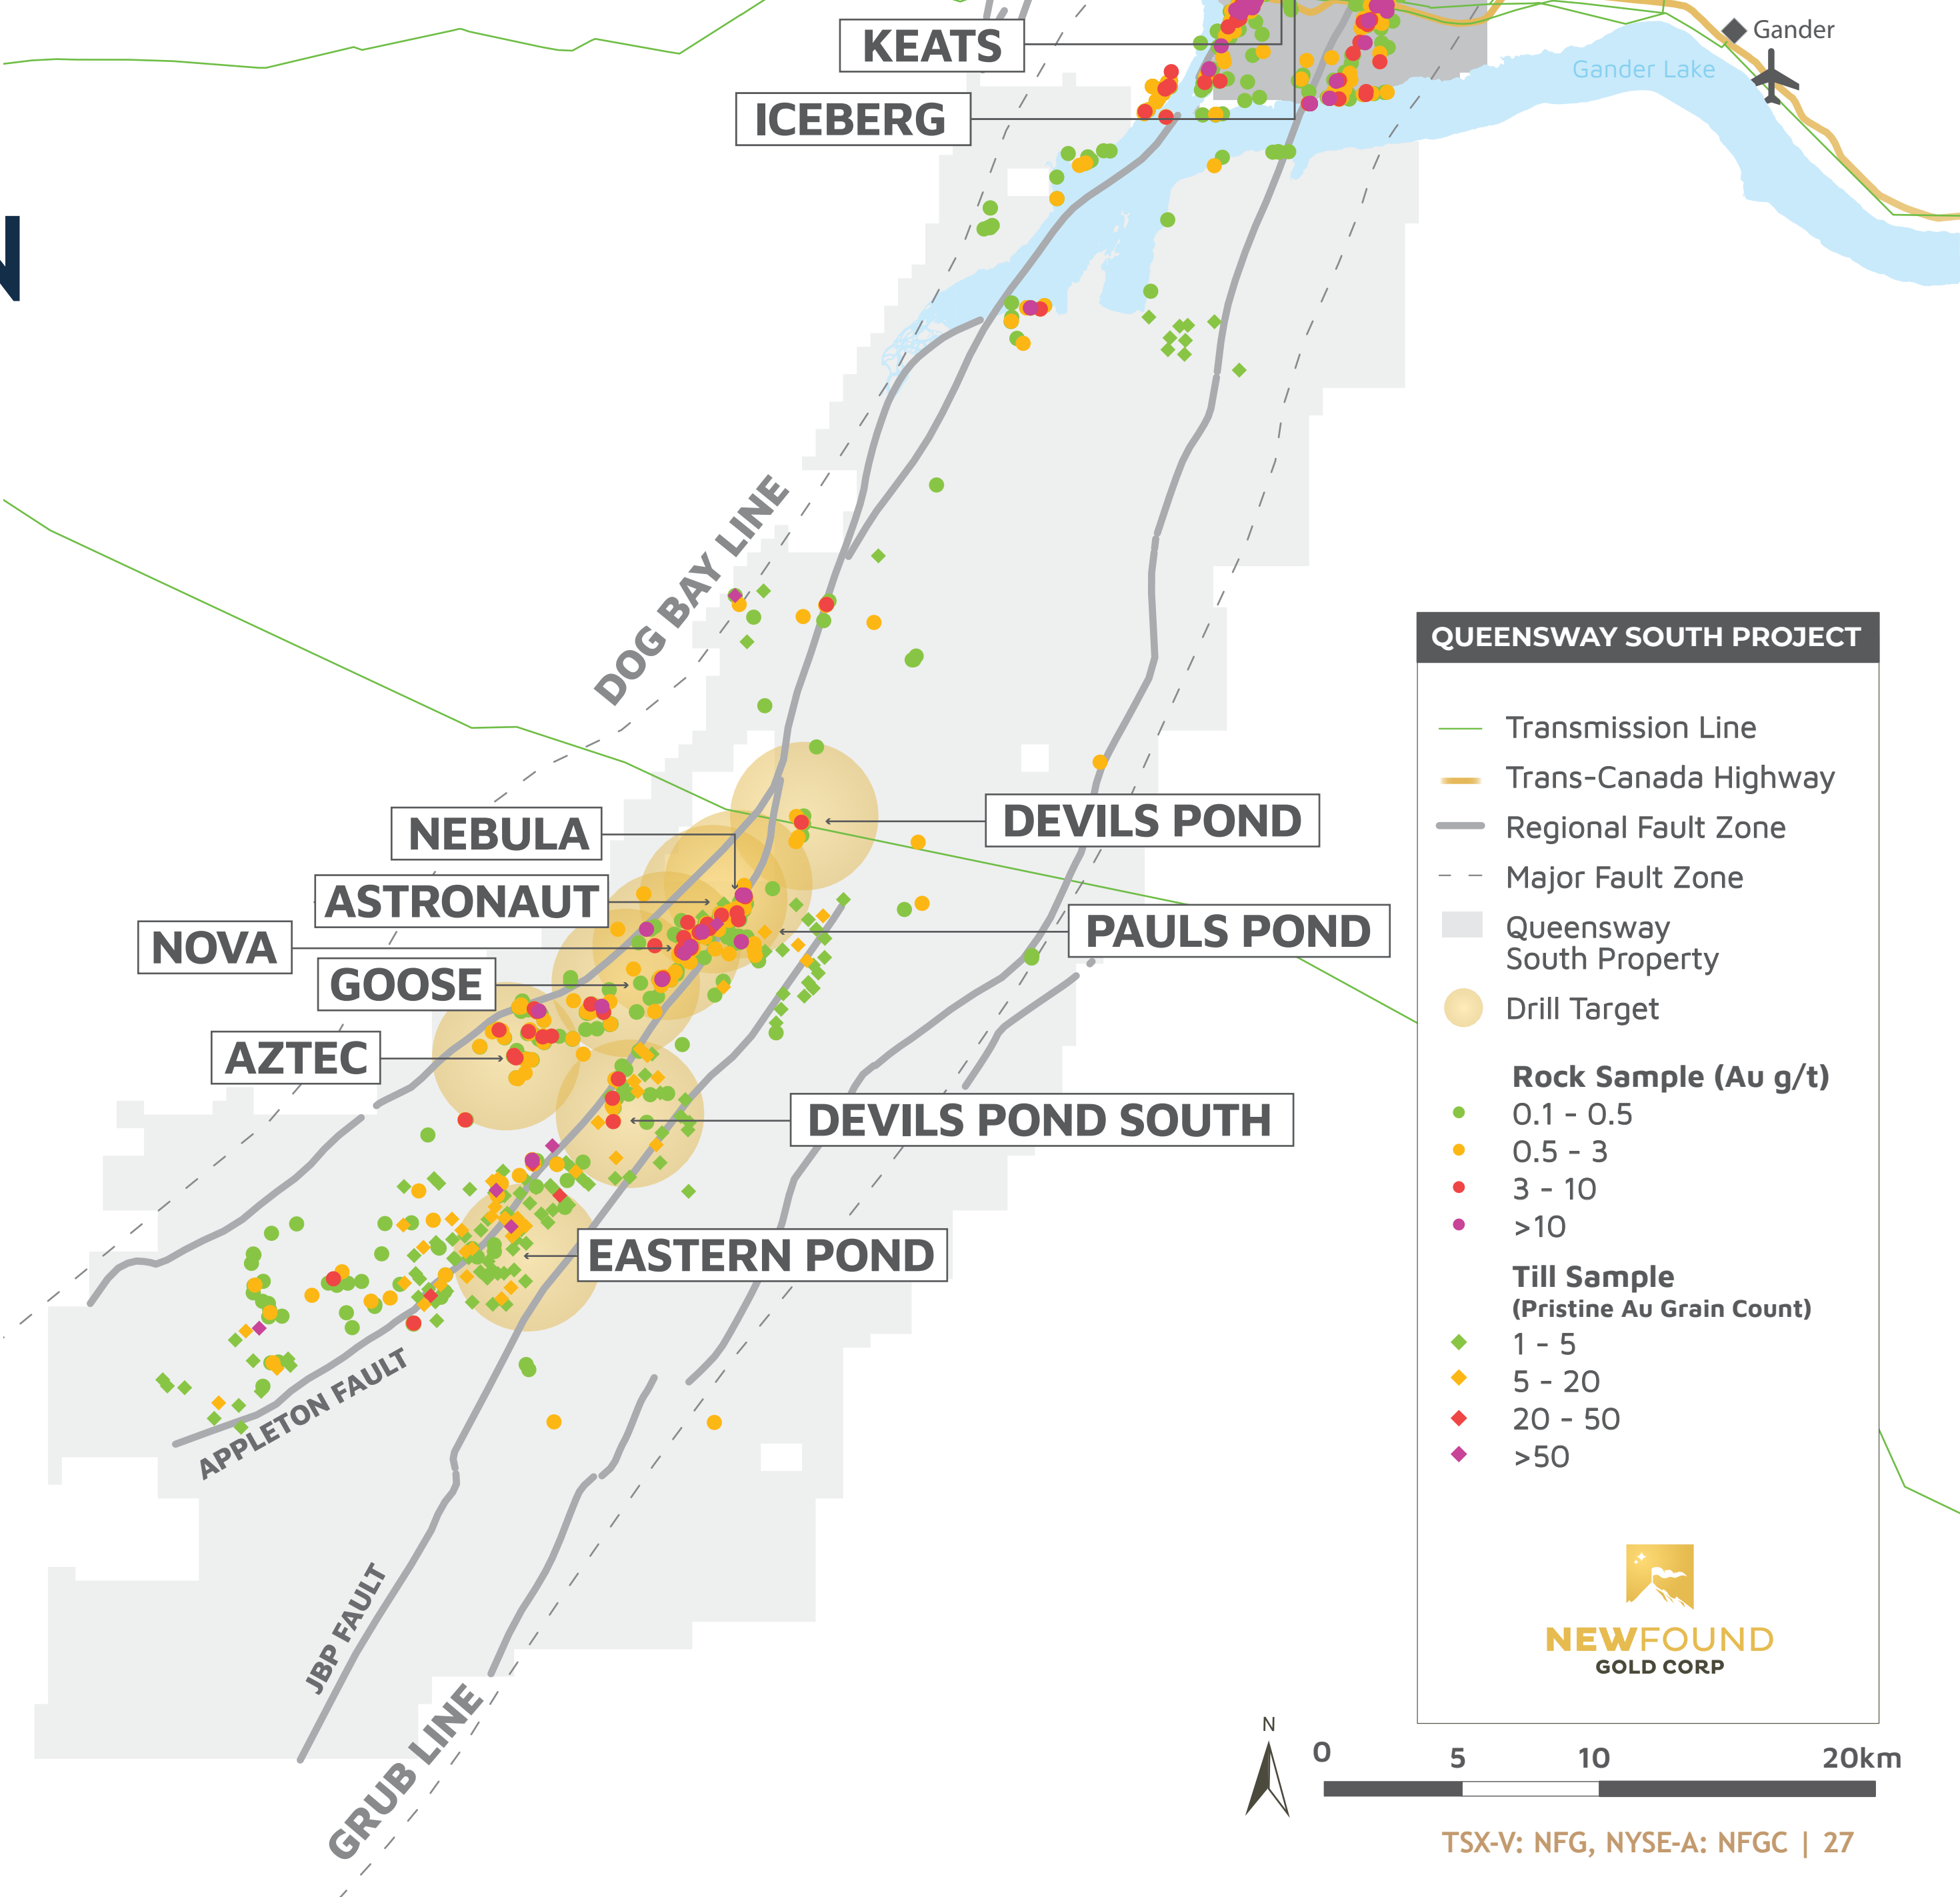 KEATS
Gander
Gander Lake
ICEBERG
N
DOG BAY LINE
QUEENSWAY SOUTH PROJECT
Transmission Line
Trans-Canada Highway
Regional Fault Zone
Major Fault Zone
Queensway
South Property
Drill Target
Rock Sample (Au g/t)
0.1 - 0.5
0.5 - 3
3 - 10
>10
Till Sample
(Pristine Au Grain Count)
1 - 5
5 - 20
20 - 50
>50
NEWFOUND
GOLD CORP
DEVILS POND
NEBULA
ASTRONAUT
PAULS POND
NOVA
GOOSE
AZTEC
DEVILS POND SOUTH
EASTERN POND
APPLETON FAULT
JBP FAULT
GRUB LINE
N
0 5 10 20km
TSX-V: NFG, NYSE-A: NFGC | 27